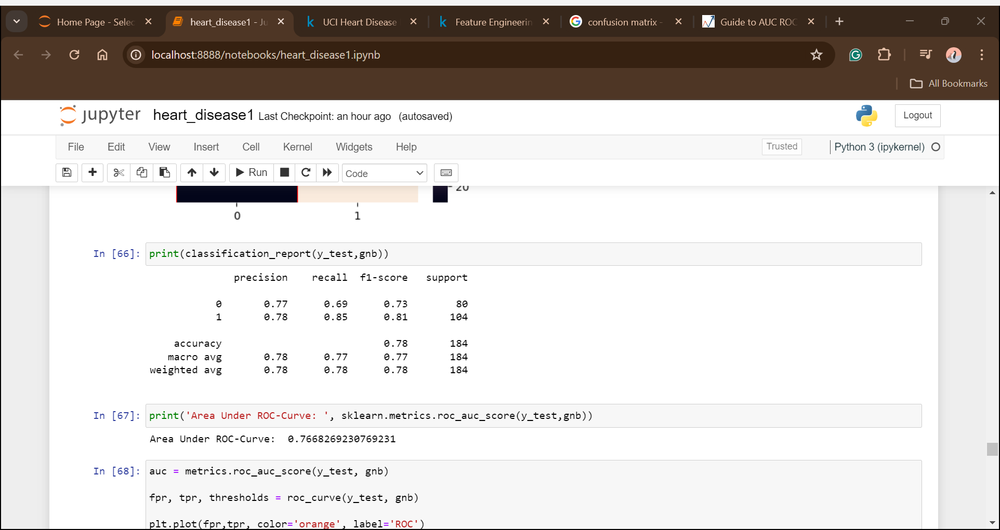 Home Page - Selec
heart_disease1 - Ju
UCI Heart Disease
Feature Engineerin
confusion matrix -
Guide to AUC ROC
localhost:8888/notebooks/heart_disease1.ipynb
All Bookmarks
jupyter heart_disease1 Last Checkpoint: an hour ago (autosaved)
Logout
File Edit View Insert Cell Kernel Widgets Help
Trusted
Python 3 (ipykernel)
Run
Code
20
0 1
In [66]: print(classification_report(y_test,gnb))
precision recall f1-score support
0 0.77 0.69 0.73 80
1 0.78 0.85 0.81 104
accuracy 0.78 184
macro avg 0.78 0.77 0.77 184
weighted avg 0.78 0.78 0.78 184
In [67]: print('Area Under ROC-Curve: ', sklearn.metrics.roc_auc_score(y_test,gnb))
Area Under ROC-Curve:  0.7668269230769231
In [68]: auc = metrics.roc_auc_score(y_test, gnb)
fpr, tpr, thresholds = roc_curve(y_test, gnb)
plt.plot(fpr,tpr, color='orange', label='ROC')